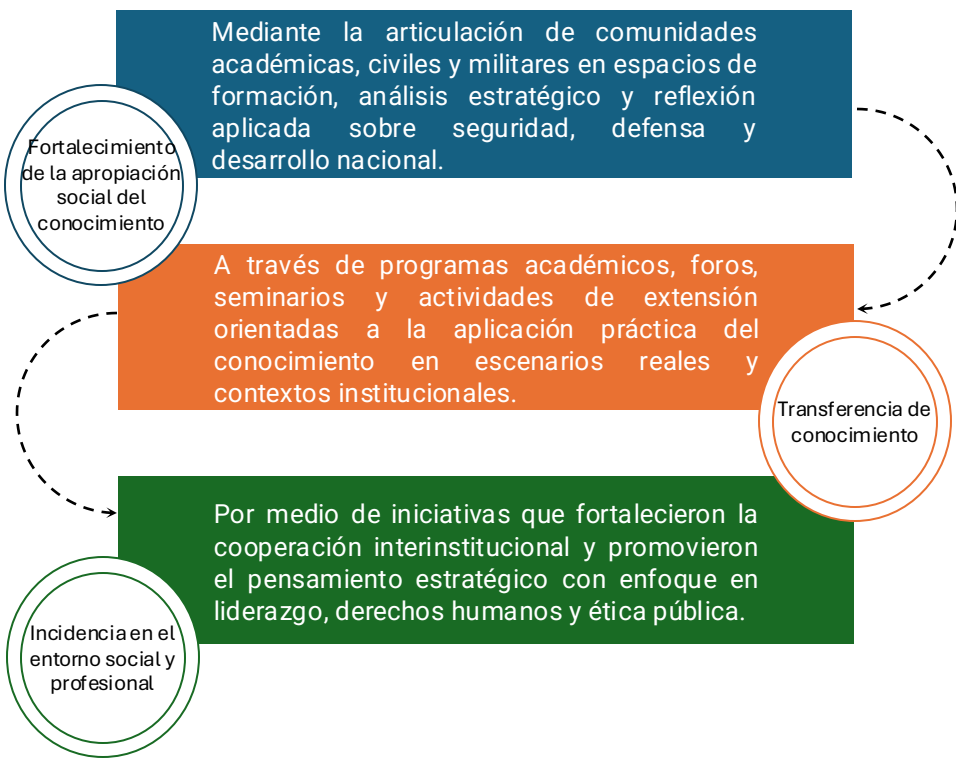 Mediante la articulación de comunidades
académicas, civiles y militares en espacios de
formación, análisis estratégico y reflexión
aplicada sobre seguridad, defensa y
desarrollo nacional.
Fortalecimiento
de la apropiación
social del
conocimiento
A través de programas académicos, foros,
seminarios y actividades de extensión
orientadas a la aplicación práctica del
conocimiento en escenarios reales y
contextos institucionales.
Transferencia de
conocimiento
Por medio de iniciativas que fortalecieron la
cooperación interinstitucional y promovieron
el pensamiento estratégico con enfoque en
liderazgo, derechos humanos y ética pública.
Incidencia en el
entorno social y
profesional